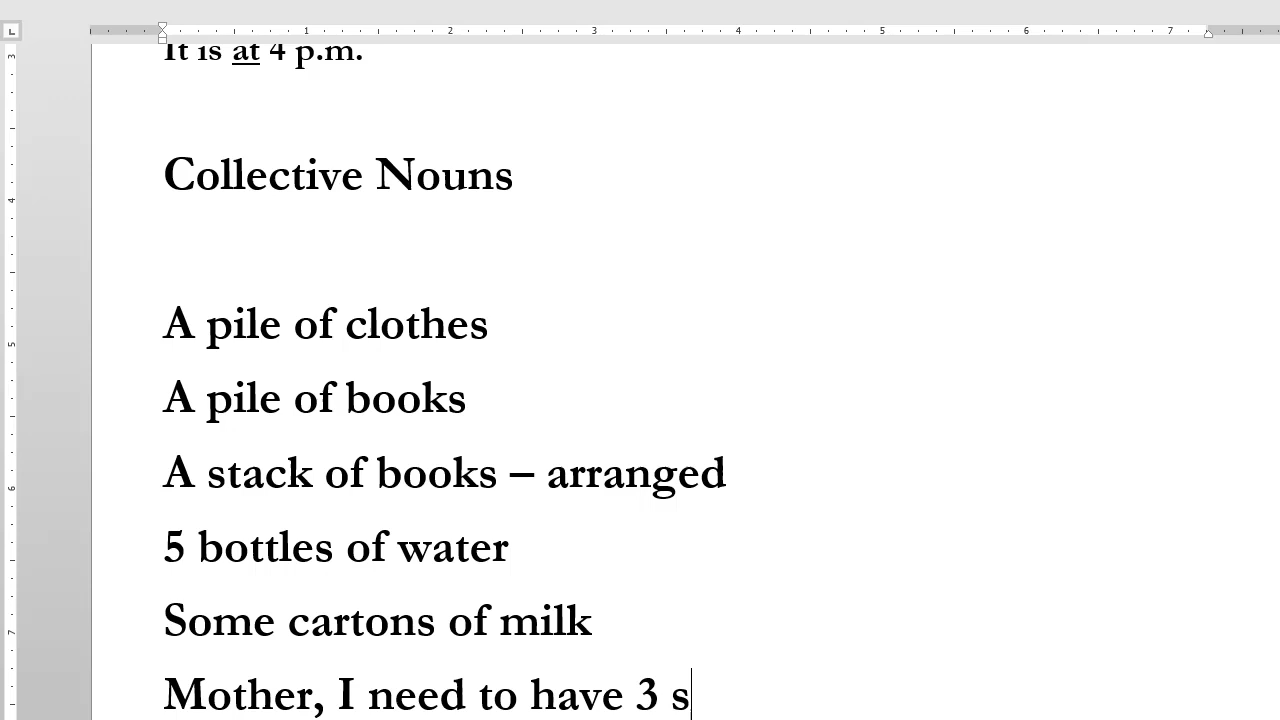 It is at 4 p.m.
Collective Nouns
A pile of clothes
A pile of books
A stack of books – arranged
5 bottles of water
Some cartons of milk
Mother, I need to have 3 s